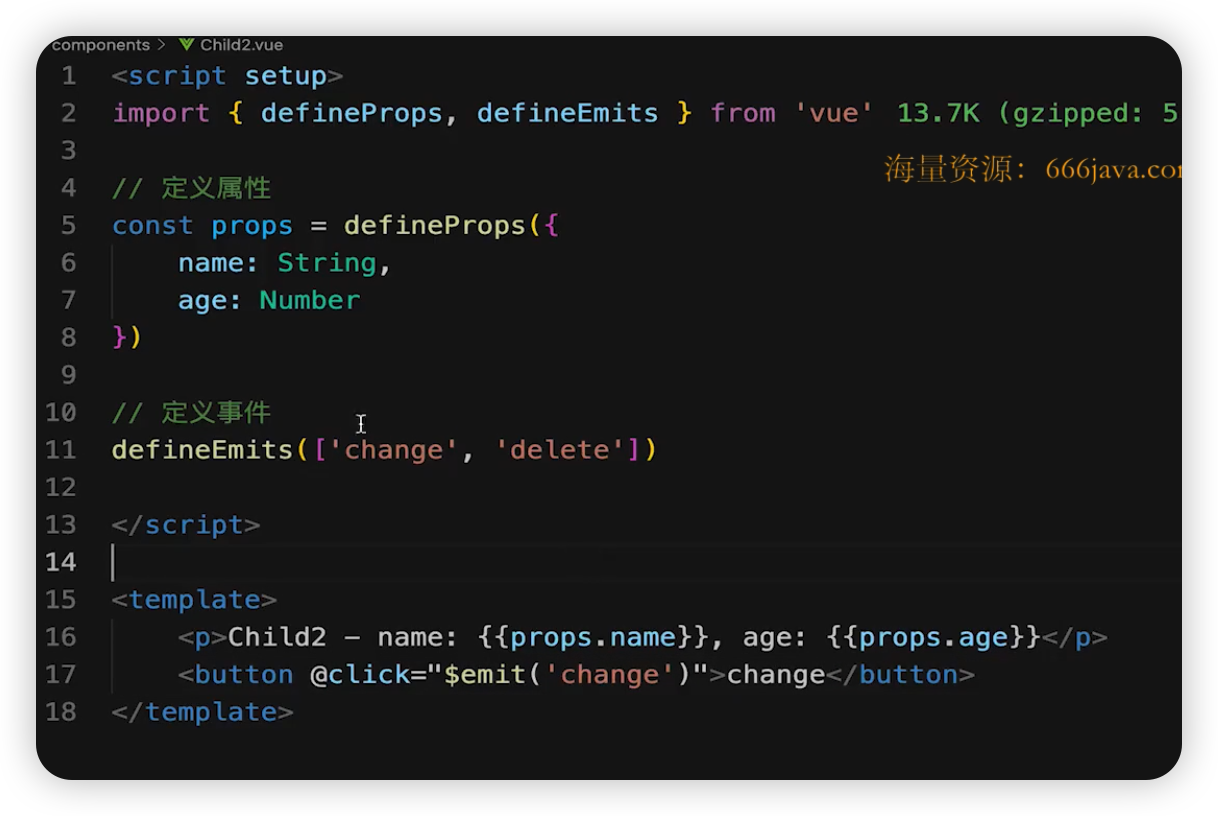 components > Child2.vue
1 <script setup>
2 import { defineProps, defineEmits } from 'vue' 13.7K (gzipped: 5
海量资源：666java.com
3
4 // 定义属性
5 const props = defineProps({
6 name: String,
7 age: Number
8 })
9
10 // 定义事件
11 defineEmits(['change', 'delete'])
12
13 </script>
14
15 <template>
16 <p>Child2 - name: {{props.name}}, age: {{props.age}}</p>
17 <button @click="$emit('change')">change</button>
18 </template>